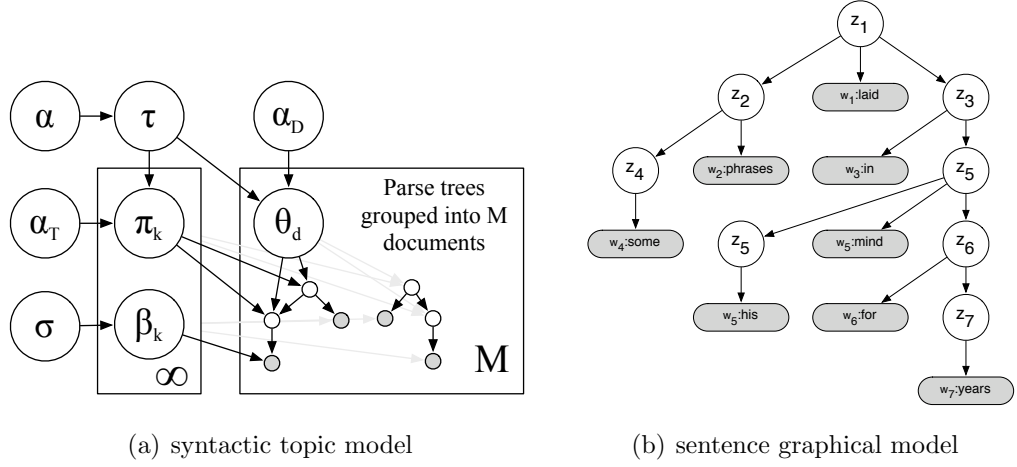 α
τ
α_D
α_T
π_k
θ_d
Parse trees
grouped into M
documents
σ
β_k
∞
M
(a) syntactic topic model
z_1
z_2
w_1:laid
z_3
z_4
w_2:phrases
w_3:in
z_5
w_4:some
z_5
w_5:mind
z_6
w_5:his
w_6:for
z_7
w_7:years
(b) sentence graphical model